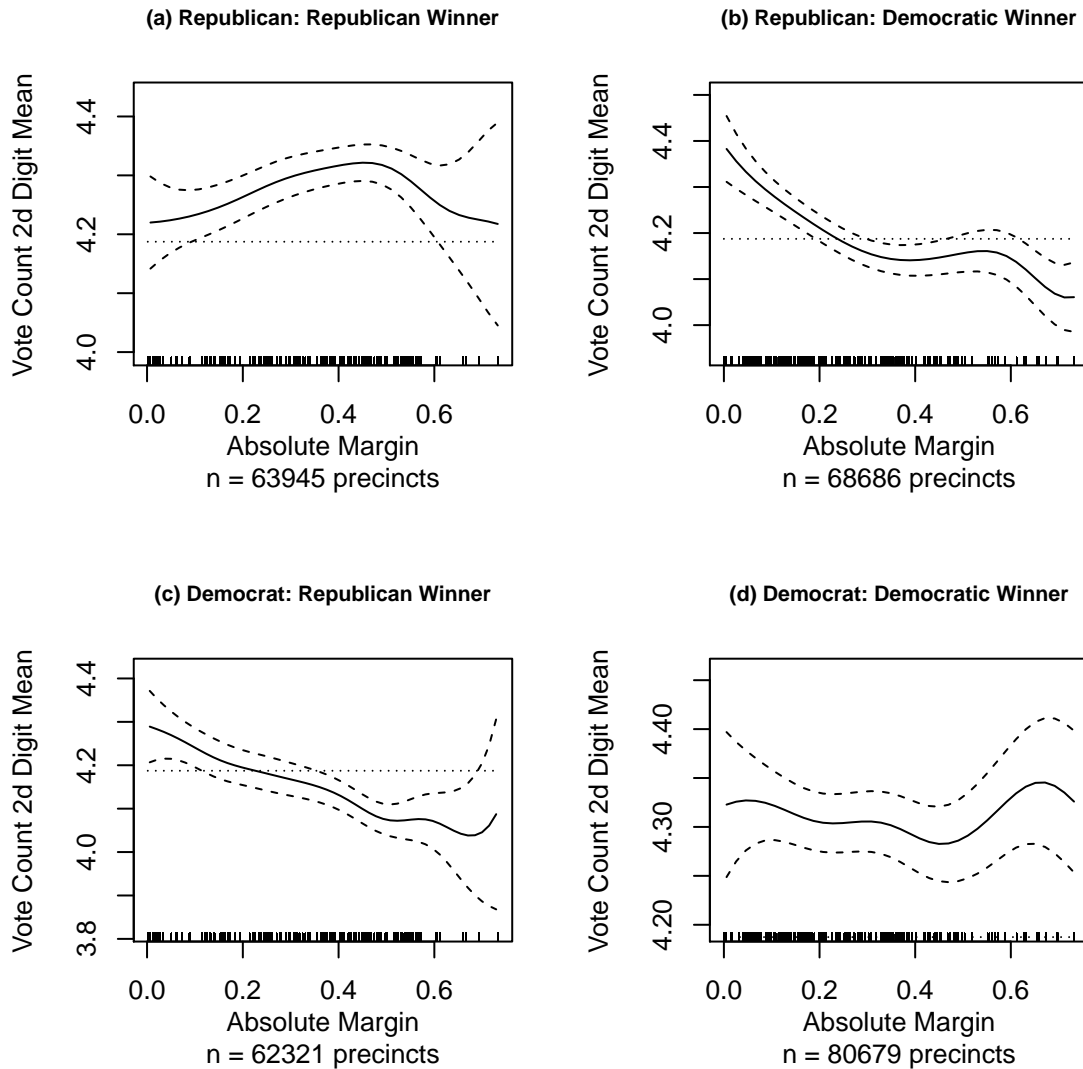 (a) Republican: Republican Winner
Vote Count 2d Digit Mean
4.0 4.2 4.4
0.0 0.2 0.4 0.6
Absolute Margin
n = 63945 precincts
(b) Republican: Democratic Winner
Vote Count 2d Digit Mean
4.0 4.2 4.4
0.0 0.2 0.4 0.6
Absolute Margin
n = 68686 precincts
(c) Democrat: Republican Winner
Vote Count 2d Digit Mean
3.8 4.0 4.2 4.4
0.0 0.2 0.4 0.6
Absolute Margin
n = 62321 precincts
(d) Democrat: Democratic Winner
Vote Count 2d Digit Mean
4.20 4.30 4.40
0.0 0.2 0.4 0.6
Absolute Margin
n = 80679 precincts